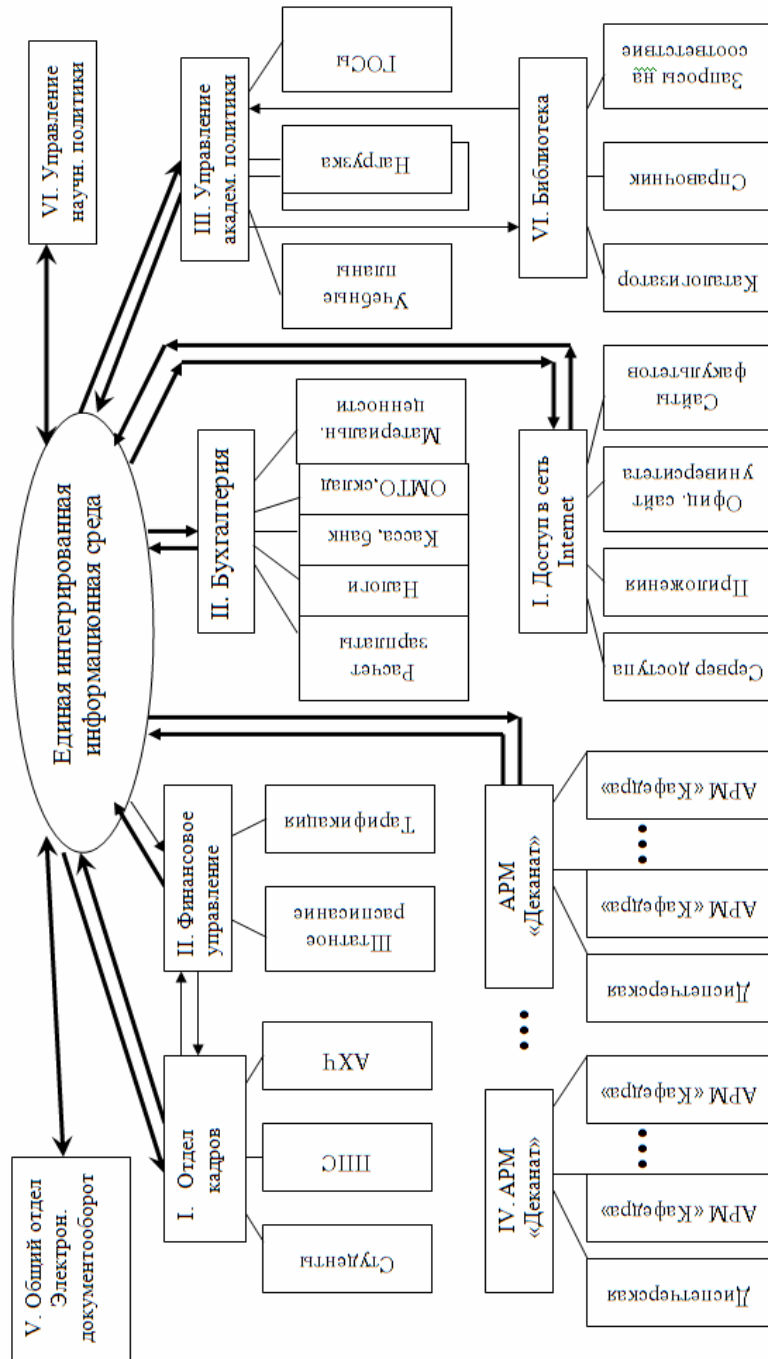 Единая интегрированная
информационная среда
V. Общий отдел
Электрон.
документооборот
VI. Управление
научн. политики
I. Отдел
кадров
Студенты
ППС
АХЧ
II. Финансовое
управление
Штатное
расписание
Тарификация
II. Бухгалтерия
Расчет
зарплаты
Налоги
Касса, банк
ОМТО,склад
Материальн.
ценности
III. Управление
академ. политики
Учебные
планы
Нагрузка
ГОСы
IV. АРМ
«Деканат»
Диспетчерская
АРМ «Кафедра»
АРМ «Кафедра»
АРМ
«Деканат»
Диспетчерская
АРМ «Кафедра»
АРМ «Кафедра»
I. Доступ в сеть
Internet
Сервер доступа
Приложения
Офиц. сайт
университета
Сайты
факультетов
VI. Библиотека
Каталогизатор
Справочник
Запросы на
соответствие